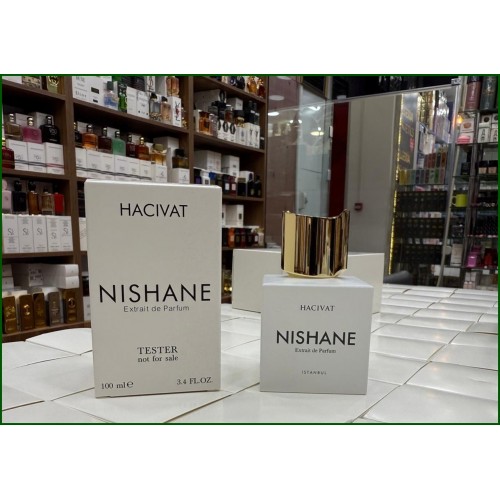 HACIVAT
NISHANE
Extrait de Parfum
TESTER
not for sale
100 ml ℮ 3.4 FL.OZ
HACIVAT
NISHANE
Extrait de Parfum
ISTANBUL